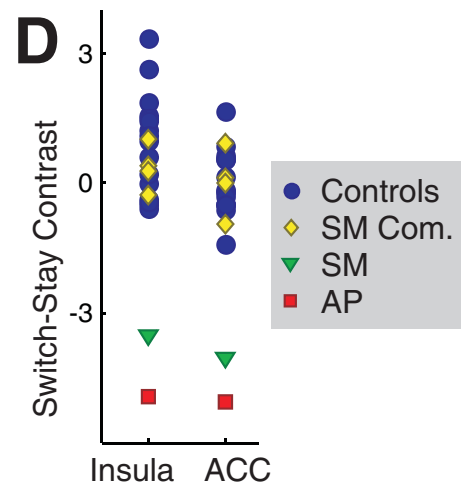 D
Switch-Stay Contrast
3
0
-3
Insula
ACC
Controls
SM Com.
SM
AP